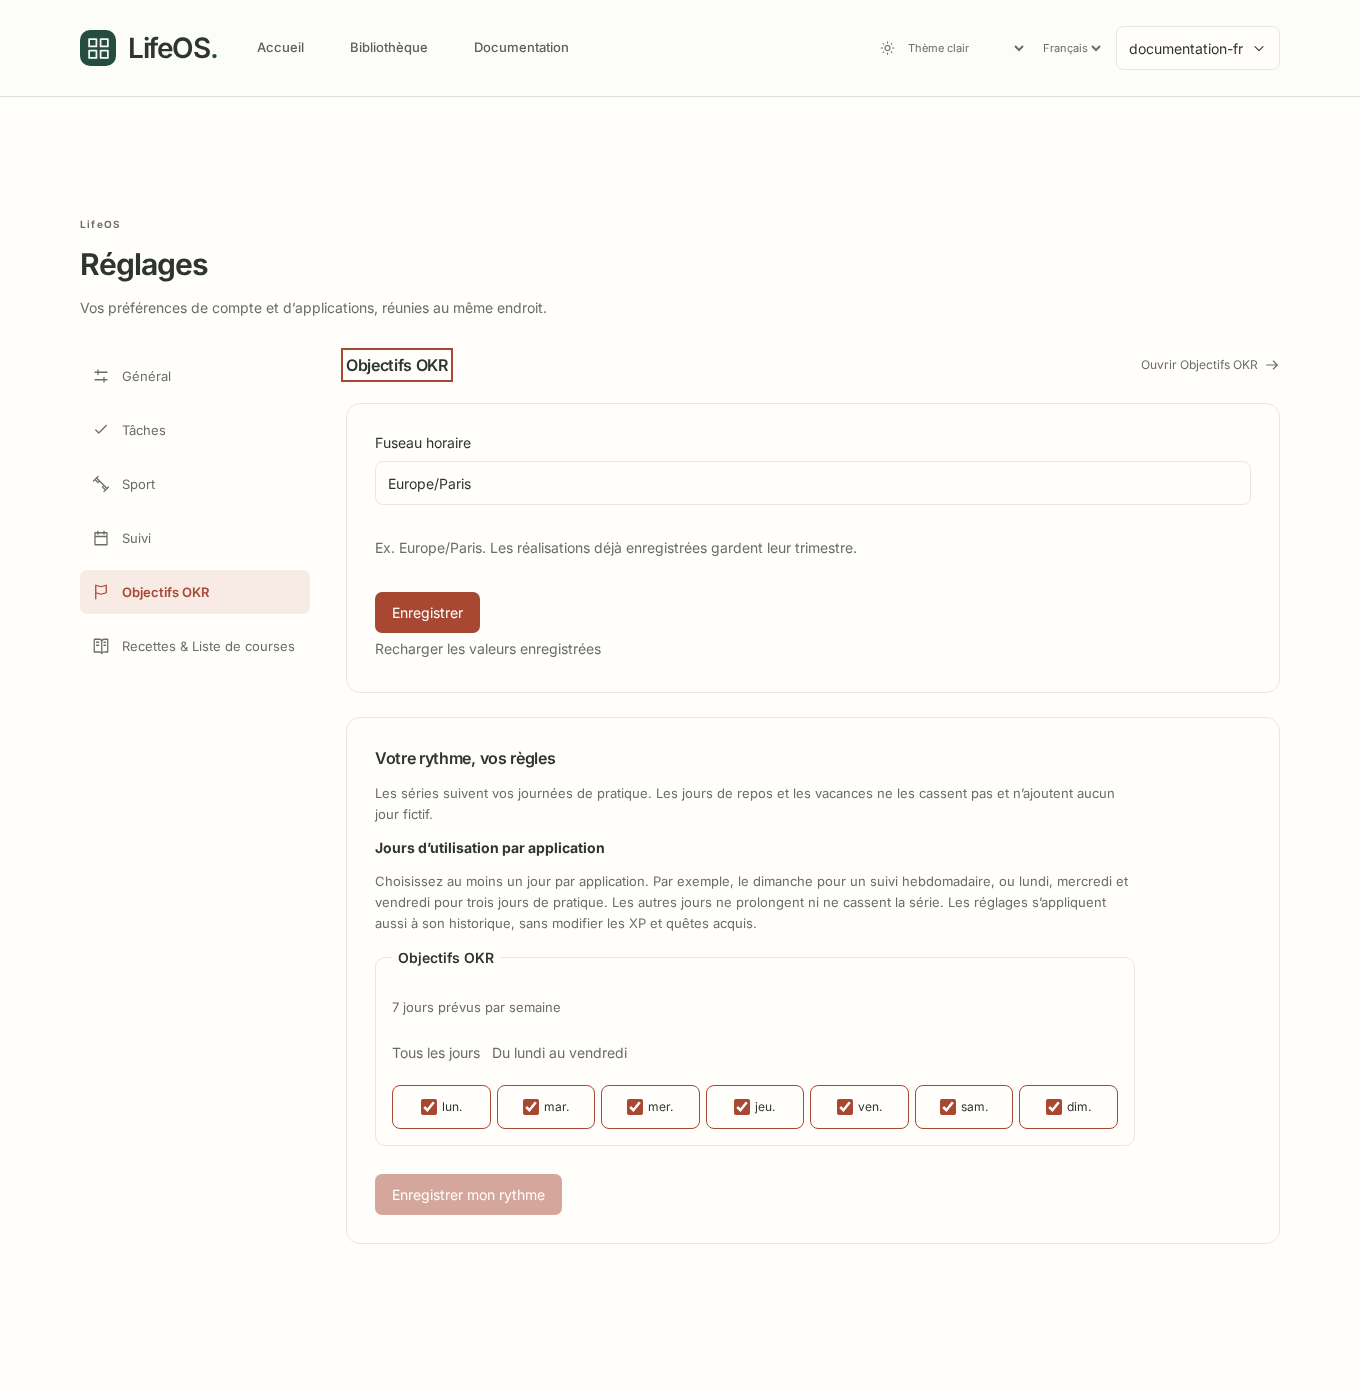 LifeOS.
Accueil
Bibliothèque
Documentation
Thème clair
Français
documentation-fr
LifeOS
Réglages
Vos préférences de compte et d’applications, réunies au même endroit.
Général
Tâches
Sport
Suivi
Objectifs OKR
Recettes & Liste de courses
Objectifs OKR
Ouvrir Objectifs OKR
Fuseau horaire
Europe/Paris
Ex. Europe/Paris. Les réalisations déjà enregistrées gardent leur trimestre.
Enregistrer
Recharger les valeurs enregistrées
Votre rythme, vos règles
Les séries suivent vos journées de pratique. Les jours de repos et les vacances ne les cassent pas et n’ajoutent aucun
jour fictif.
Jours d’utilisation par application
Choisissez au moins un jour par application. Par exemple, le dimanche pour un suivi hebdomadaire, ou lundi, mercredi et
vendredi pour trois jours de pratique. Les autres jours ne prolongent ni ne cassent la série. Les réglages s’appliquent
aussi à son historique, sans modifier les XP et quêtes acquis.
Objectifs OKR
7 jours prévus par semaine
Tous les jours
Du lundi au vendredi
lun.
mar.
mer.
jeu.
ven.
sam.
dim.
Enregistrer mon rythme